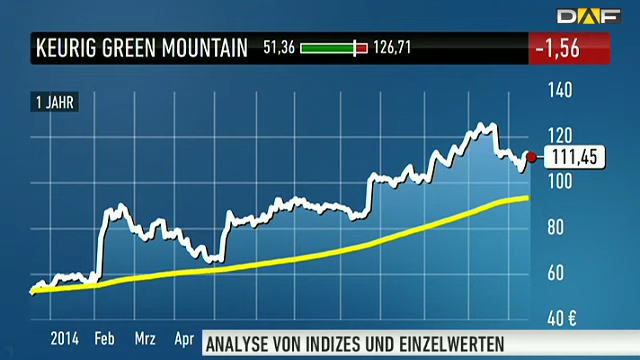 DAF
KEURIG GREEN MOUNTAIN 51,36 126,71 -1,56
1 JAHR
140
120
111,45
100
80
60
40 €
2014 Feb Mrz Apr
ANALYSE VON INDIZES UND EINZELWERTEN